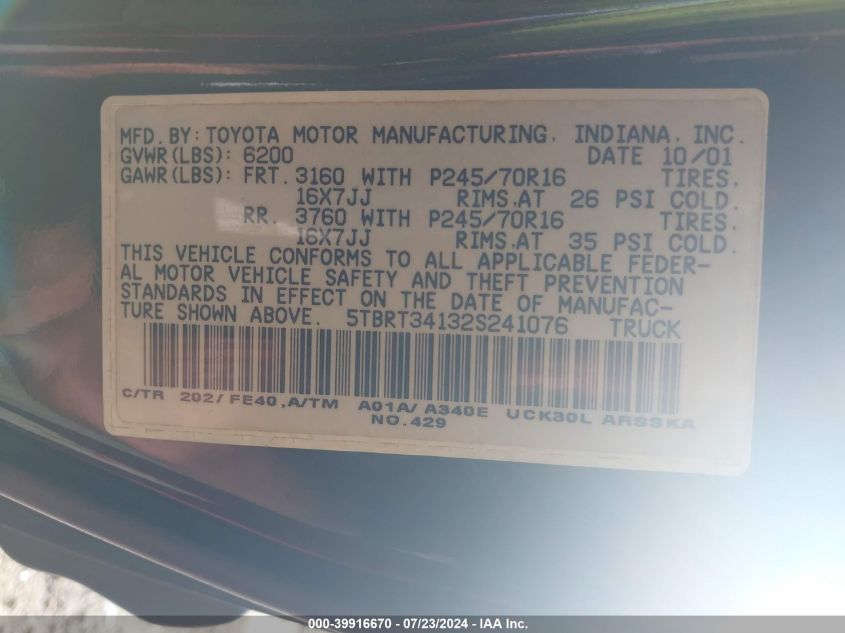 MFD. BY: TOYOTA MOTOR MANUFACTURING, INDIANA, INC.
GVWR(LBS): 6200 DATE 10/01
GAWR(LBS): FRT. 3160 WITH P245/70R16 TIRES,
16X7JJ RIMS,AT 26 PSI COLD.
RR. 3760 WITH P245/70R16 TIRES,
16X7JJ RIMS,AT 35 PSI COLD.
THIS VEHICLE CONFORMS TO ALL APPLICABLE FEDER-
AL MOTOR VEHICLE SAFETY AND THEFT PREVENTION
STANDARDS IN EFFECT ON THE DATE OF MANUFAC-
TURE SHOWN ABOVE. 5TBRT34132S241076 TRUCK
C/TR 202/FE40,A/TM A01A/A340E UCK30L ARSSKA
NO.429
000-39916670 - 07/23/2024 - IAA Inc.